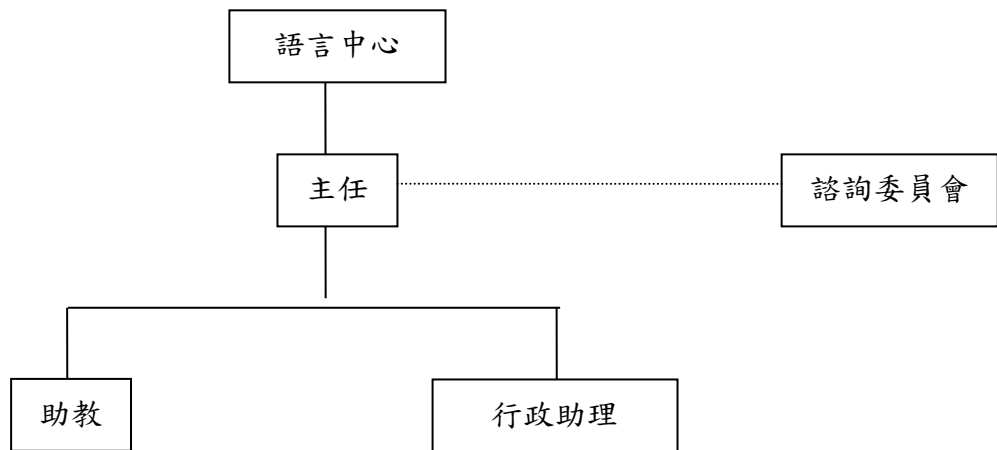 語言中心
主任
諮詢委員會
助教
行政助理